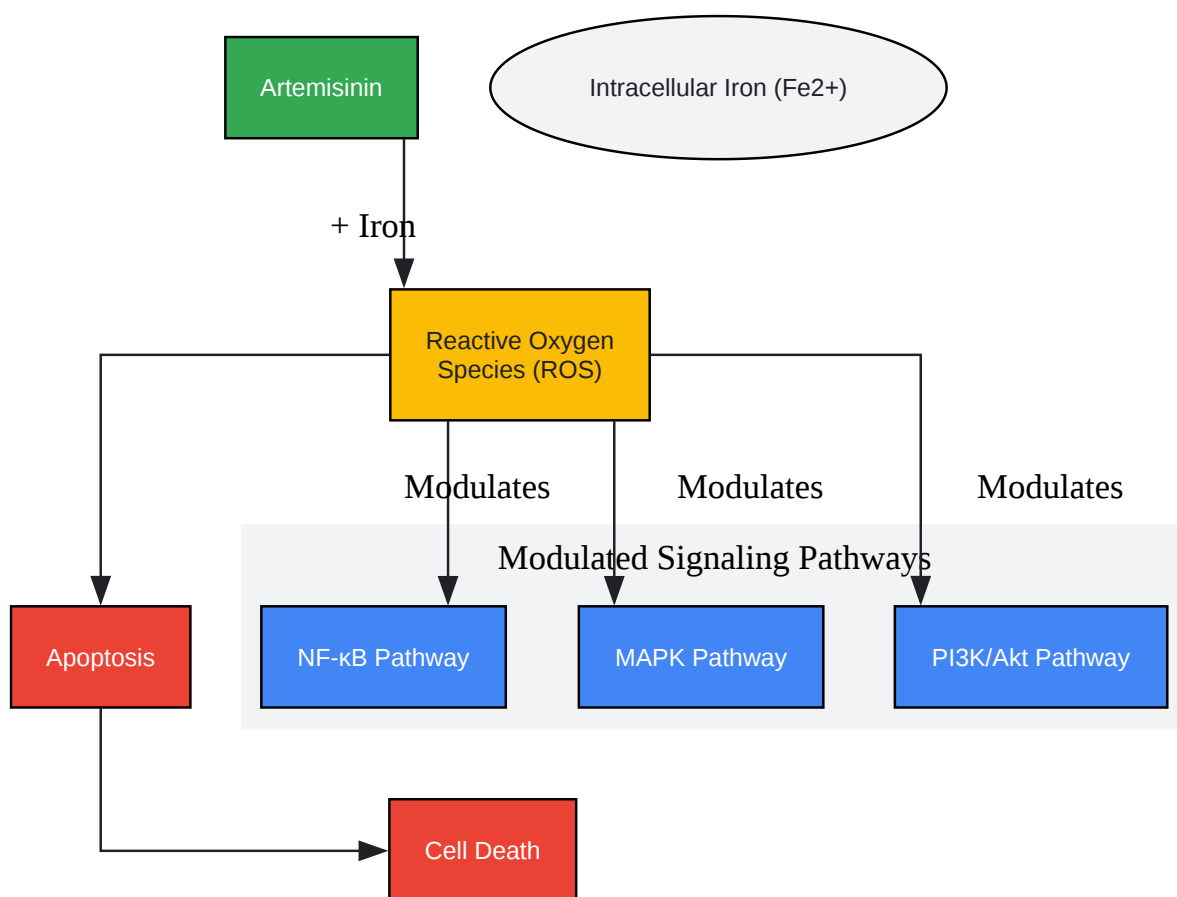 Artemisinin
Intracellular Iron (Fe2+)
+ Iron
Reactive Oxygen
Species (ROS)
Modulates
Modulates
Modulates
Modulated Signaling Pathways
Apoptosis
NF-κB Pathway
MAPK Pathway
PI3K/Akt Pathway
Cell Death